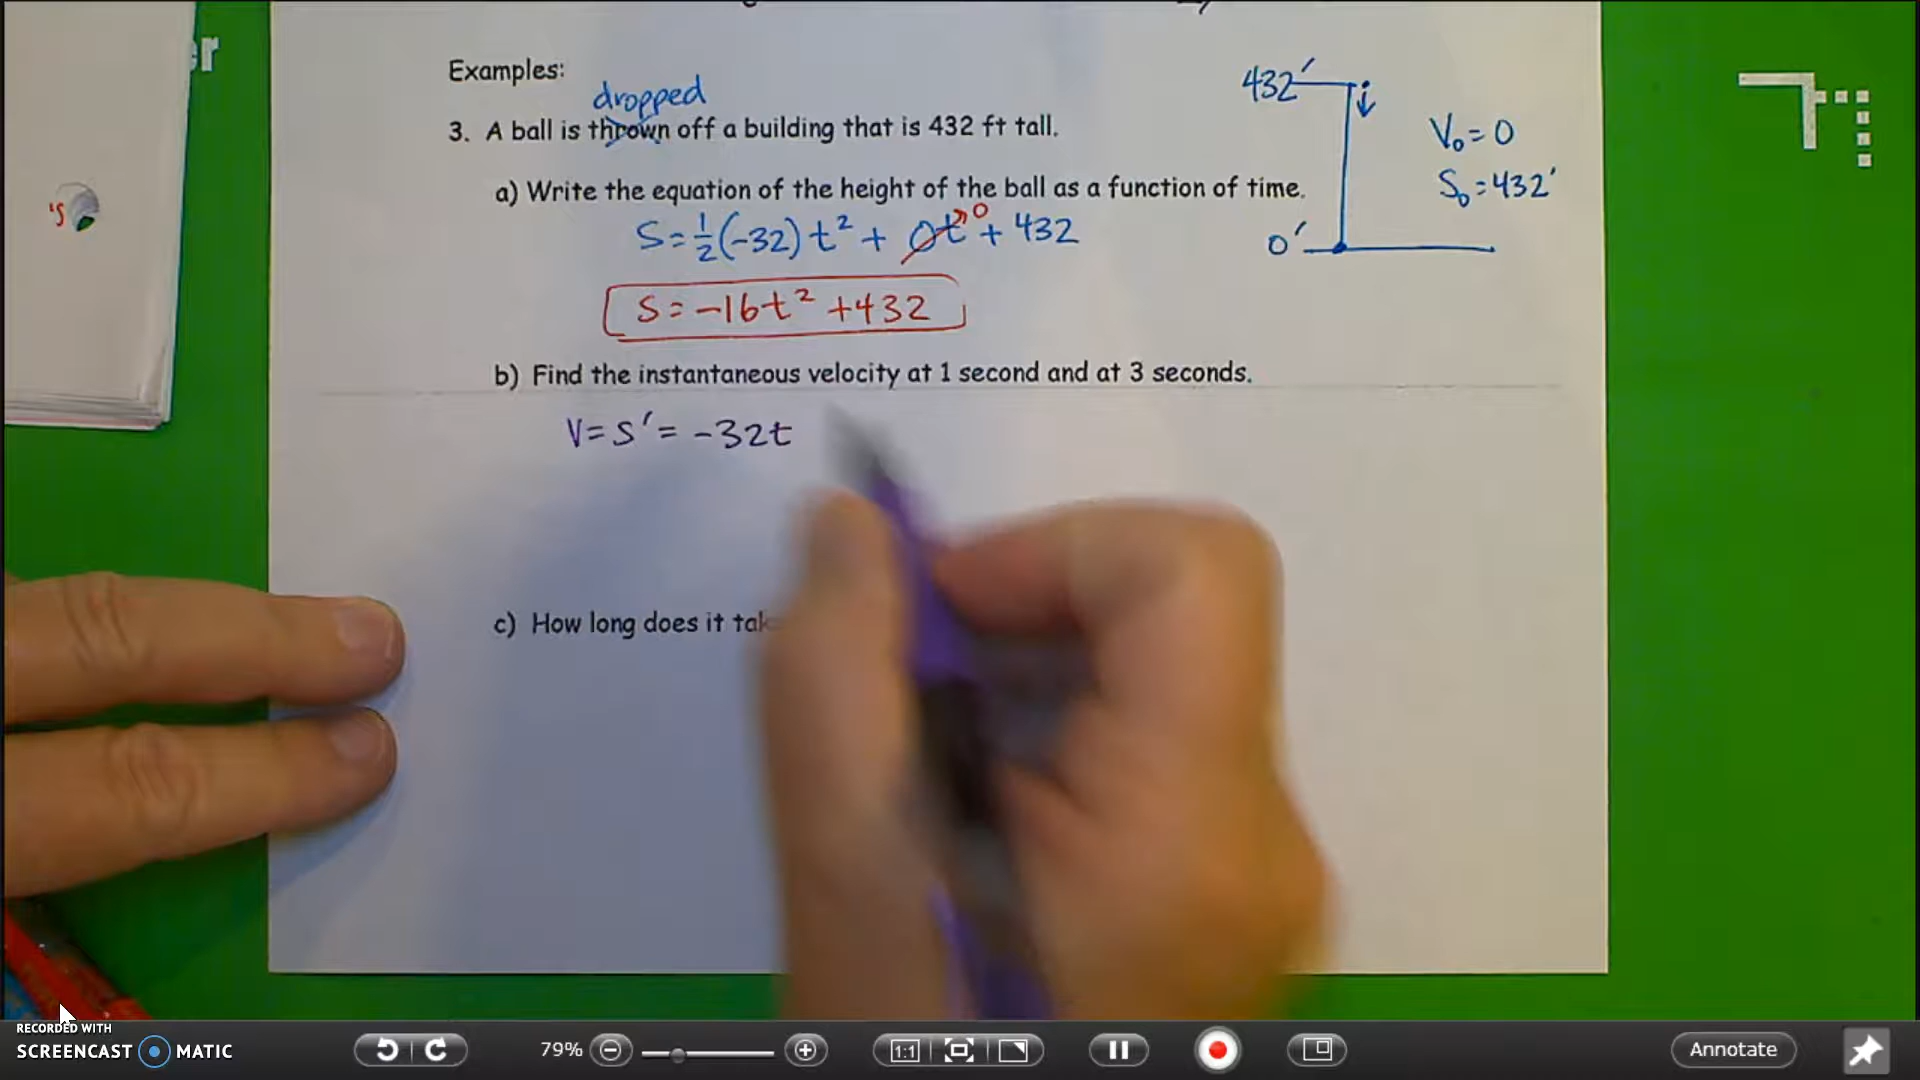 er
Examples:
dropped
3. A ball is thrown off a building that is 432 ft tall.
432'
V₀ = 0
S₀ = 432'
0'
a) Write the equation of the height of the ball as a function of time.
S = ½(-32)t² + 0t→0 + 432
S = -16t² + 432
b) Find the instantaneous velocity at 1 second and at 3 seconds.
V = S' = -32t
c) How long does it tak
's
RECORDED WITH
SCREENCAST MATIC
79%
1:1
Annotate